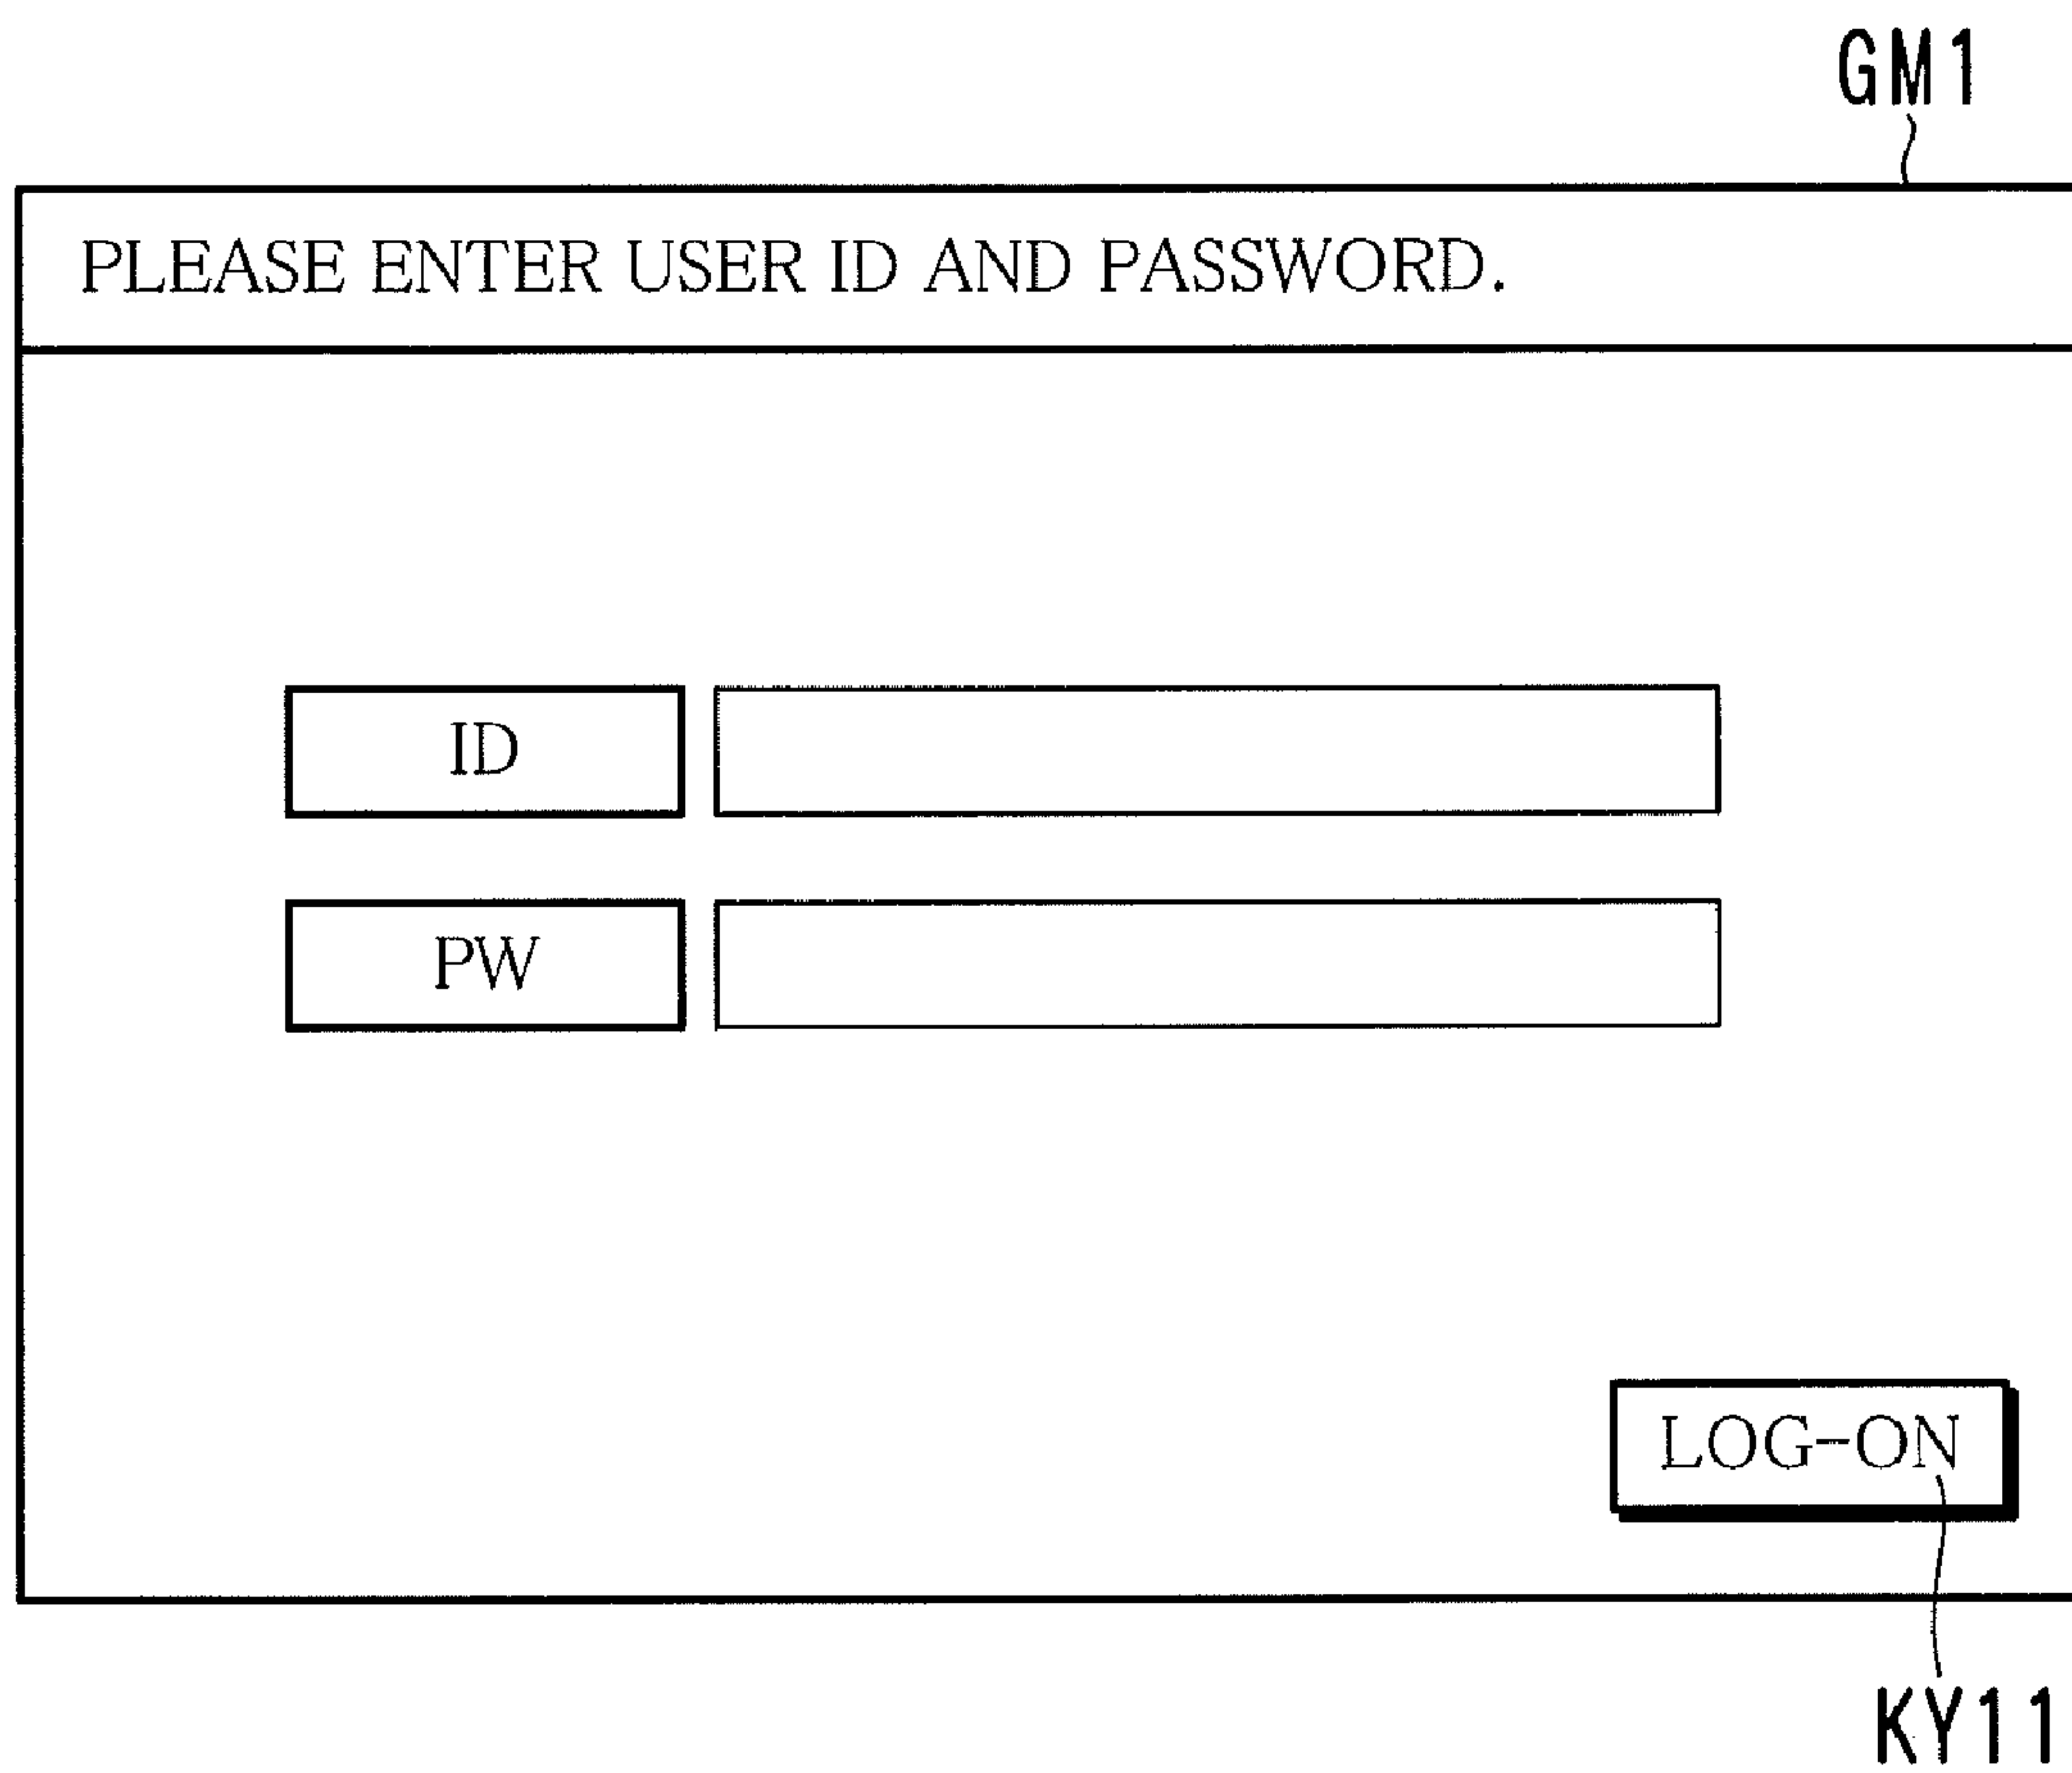 GM1
PLEASE ENTER USER ID AND PASSWORD.
ID
PW
LOG-ON
KY11